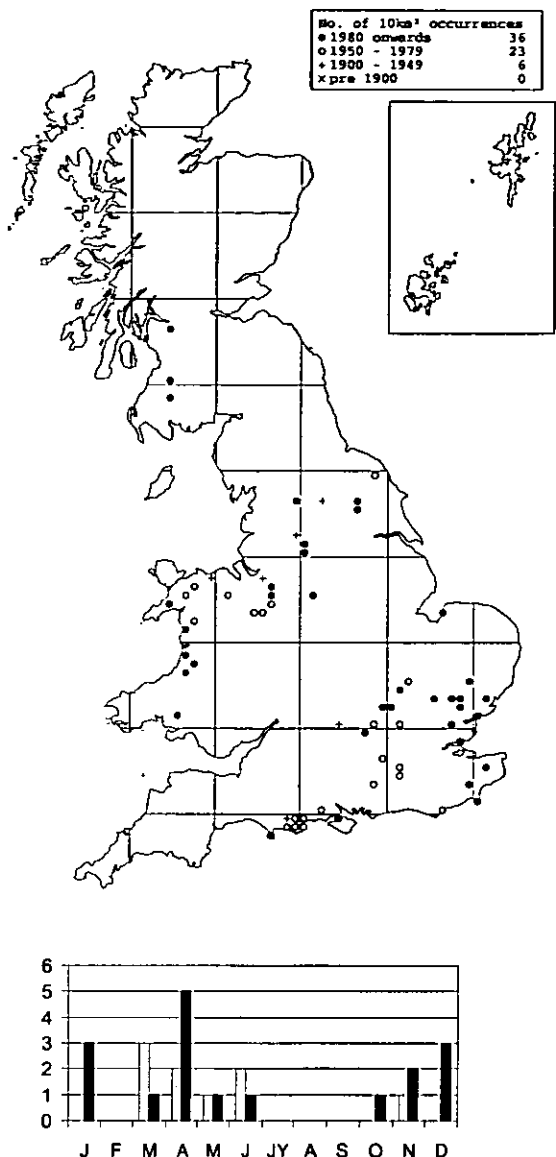 No. of 10km² occurrences
● 1980 onwards 36
○ 1950 - 1979 23
+ 1900 - 1949 6
x pre 1900 0
6
5
4
3
2
1
0
J F M A M J JY A S O N D